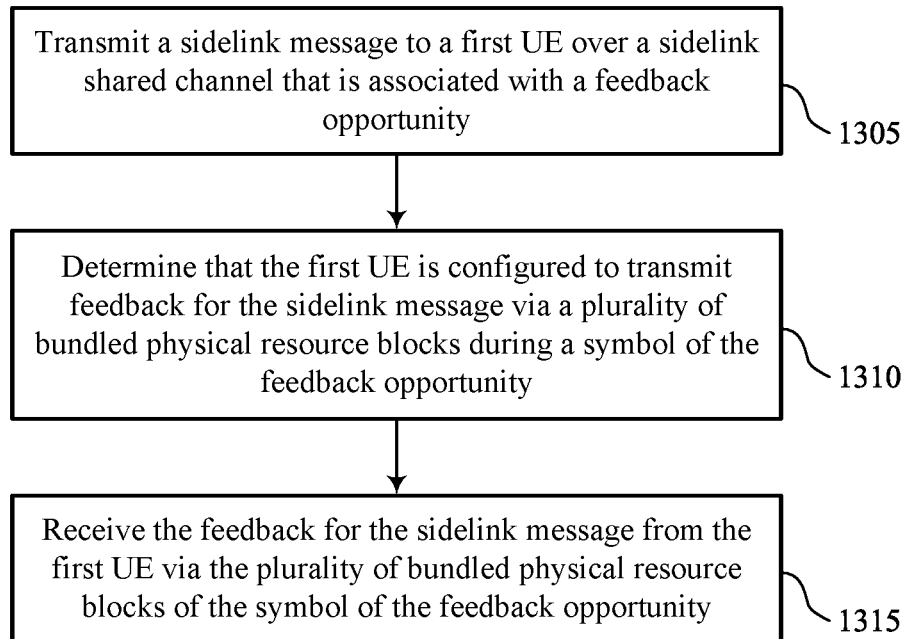 Transmit a sidelink message to a first UE over a sidelink
shared channel that is associated with a feedback
opportunity
1305
Determine that the first UE is configured to transmit
feedback for the sidelink message via a plurality of
bundled physical resource blocks during a symbol of the
feedback opportunity
1310
Receive the feedback for the sidelink message from the
first UE via the plurality of bundled physical resource
blocks of the symbol of the feedback opportunity
1315